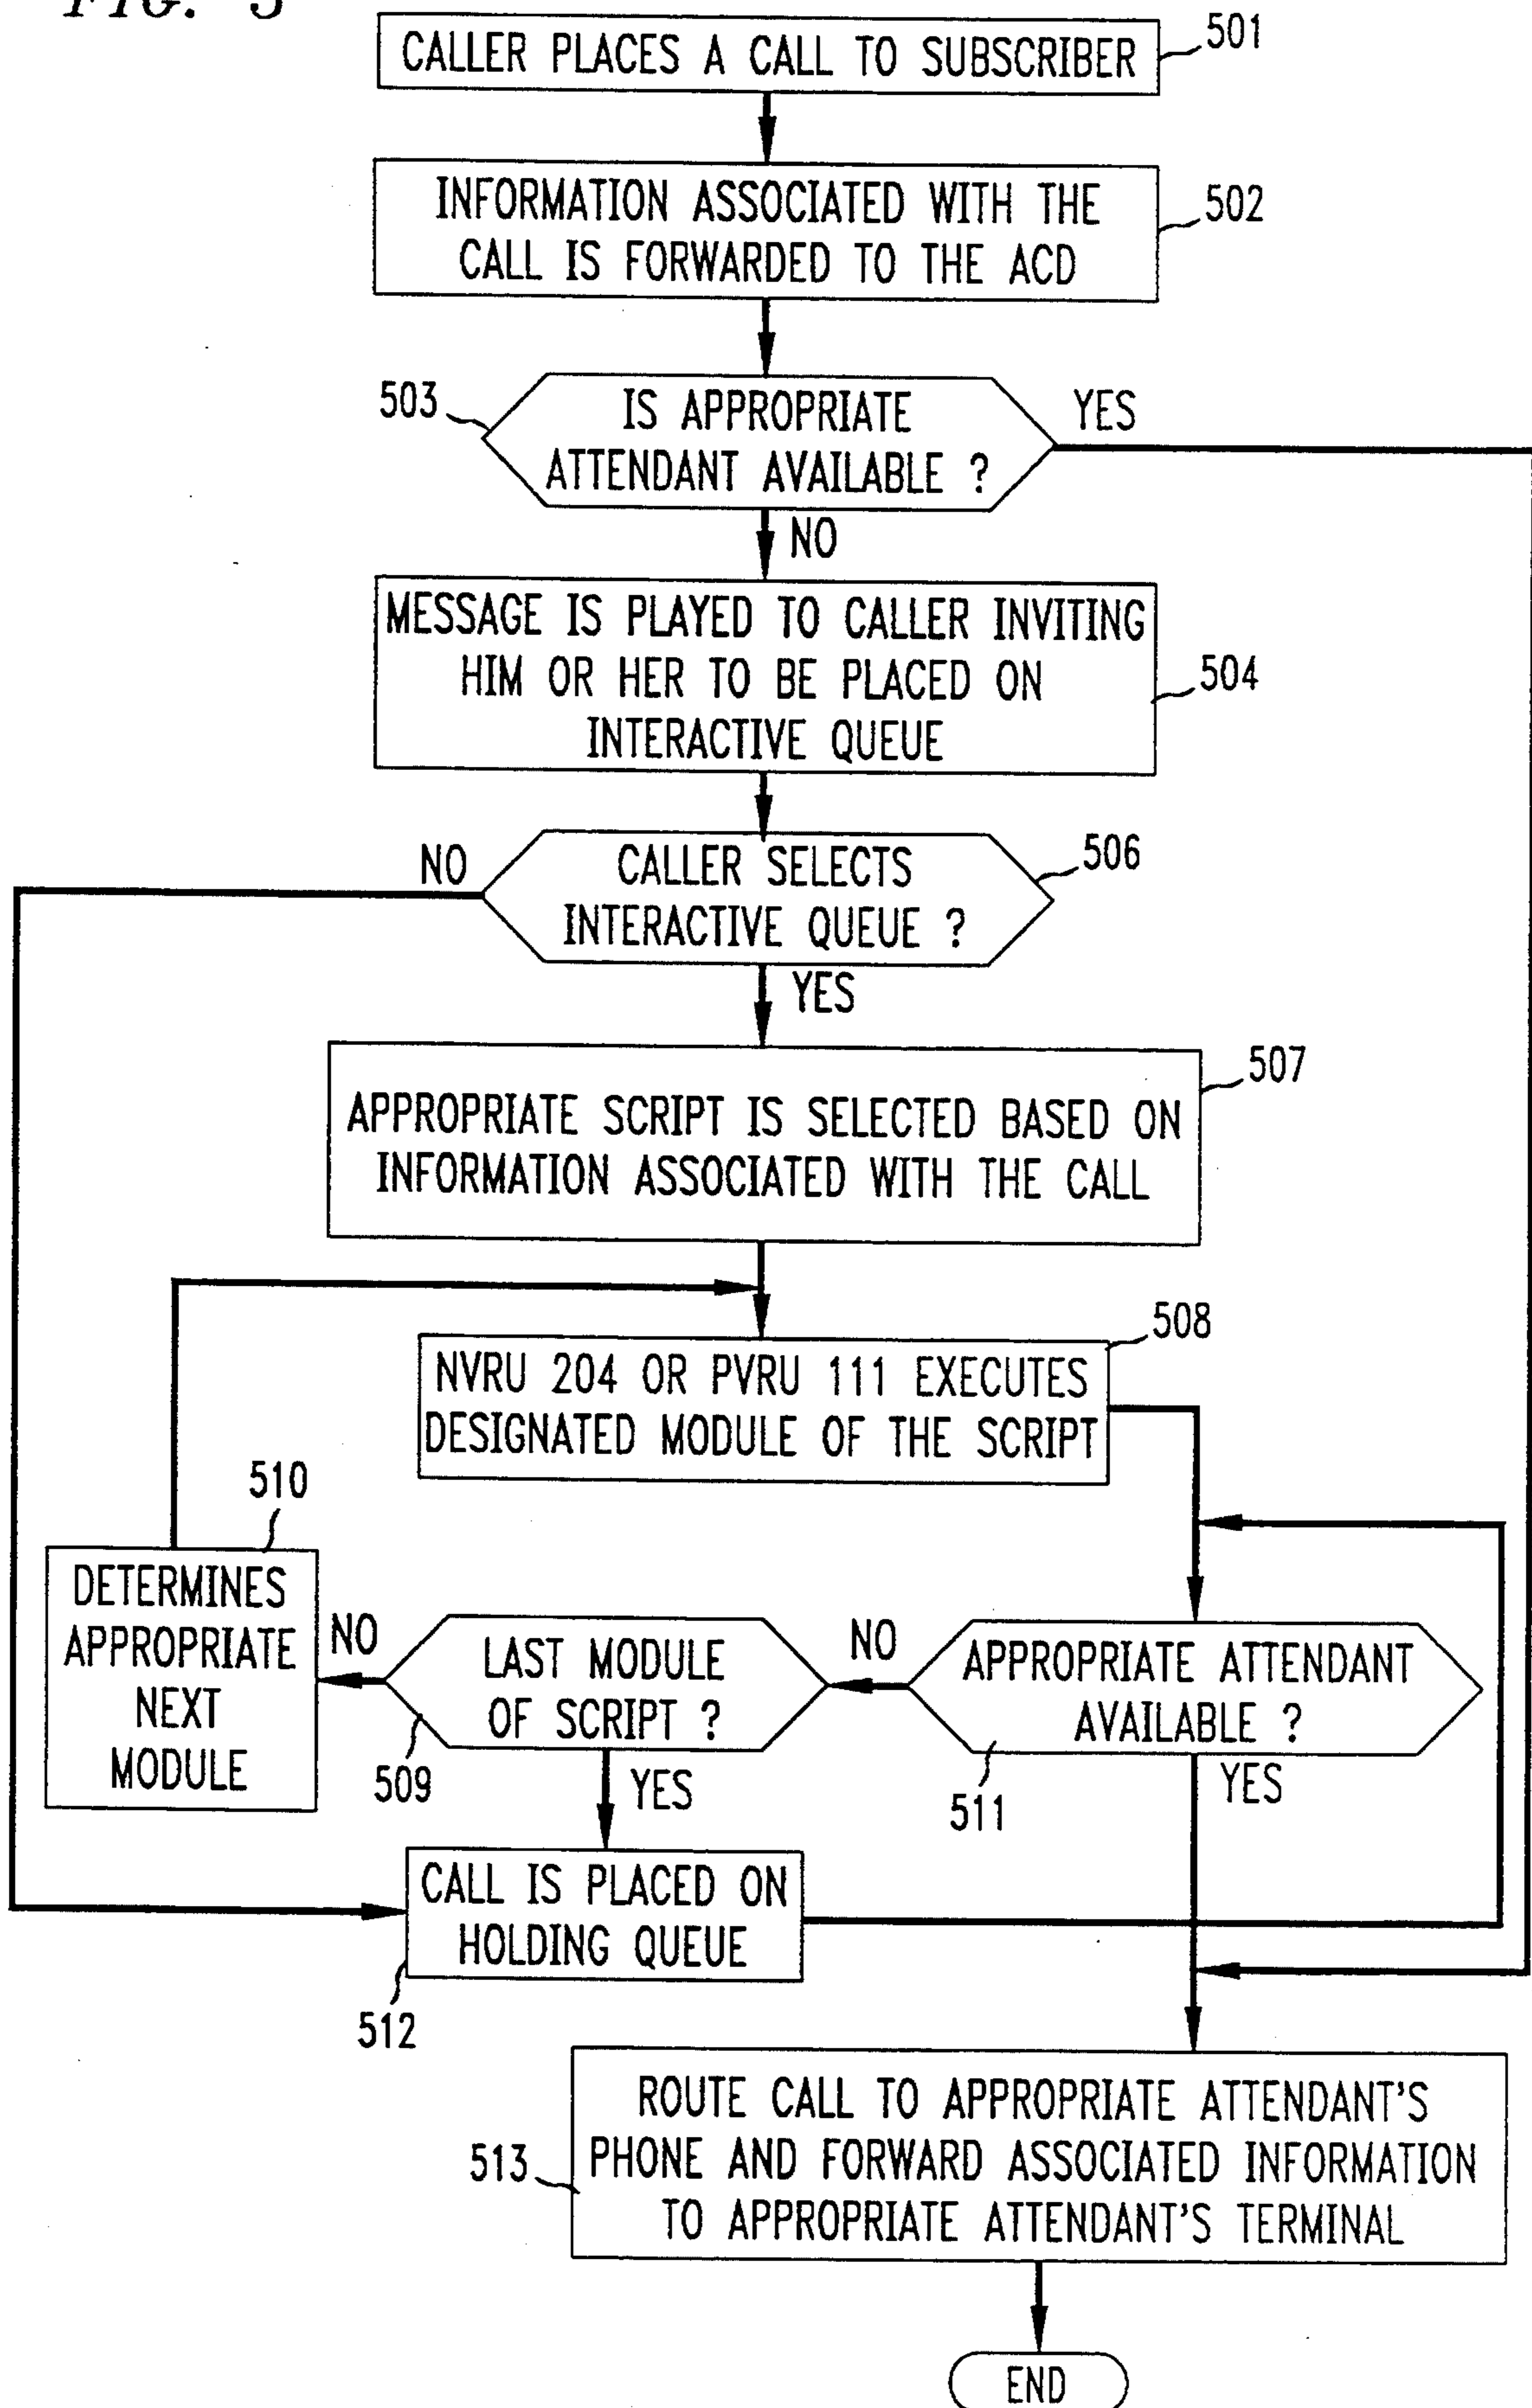 FIG. 5
CALLER PLACES A CALL TO SUBSCRIBER
501
INFORMATION ASSOCIATED WITH THE
CALL IS FORWARDED TO THE ACD
502
503
IS APPROPRIATE
ATTENDANT AVAILABLE ?
YES
NO
MESSAGE IS PLAYED TO CALLER INVITING
HIM OR HER TO BE PLACED ON
INTERACTIVE QUEUE
504
NO
CALLER SELECTS
INTERACTIVE QUEUE ?
506
YES
507
APPROPRIATE SCRIPT IS SELECTED BASED ON
INFORMATION ASSOCIATED WITH THE CALL
508
NVRU 204 OR PVRU 111 EXECUTES
DESIGNATED MODULE OF THE SCRIPT
510
DETERMINES
APPROPRIATE
NEXT
MODULE
NO
LAST MODULE
OF SCRIPT ?
509
YES
NO
APPROPRIATE ATTENDANT
AVAILABLE ?
511
YES
CALL IS PLACED ON
HOLDING QUEUE
512
513
ROUTE CALL TO APPROPRIATE ATTENDANT'S
PHONE AND FORWARD ASSOCIATED INFORMATION
TO APPROPRIATE ATTENDANT'S TERMINAL
END